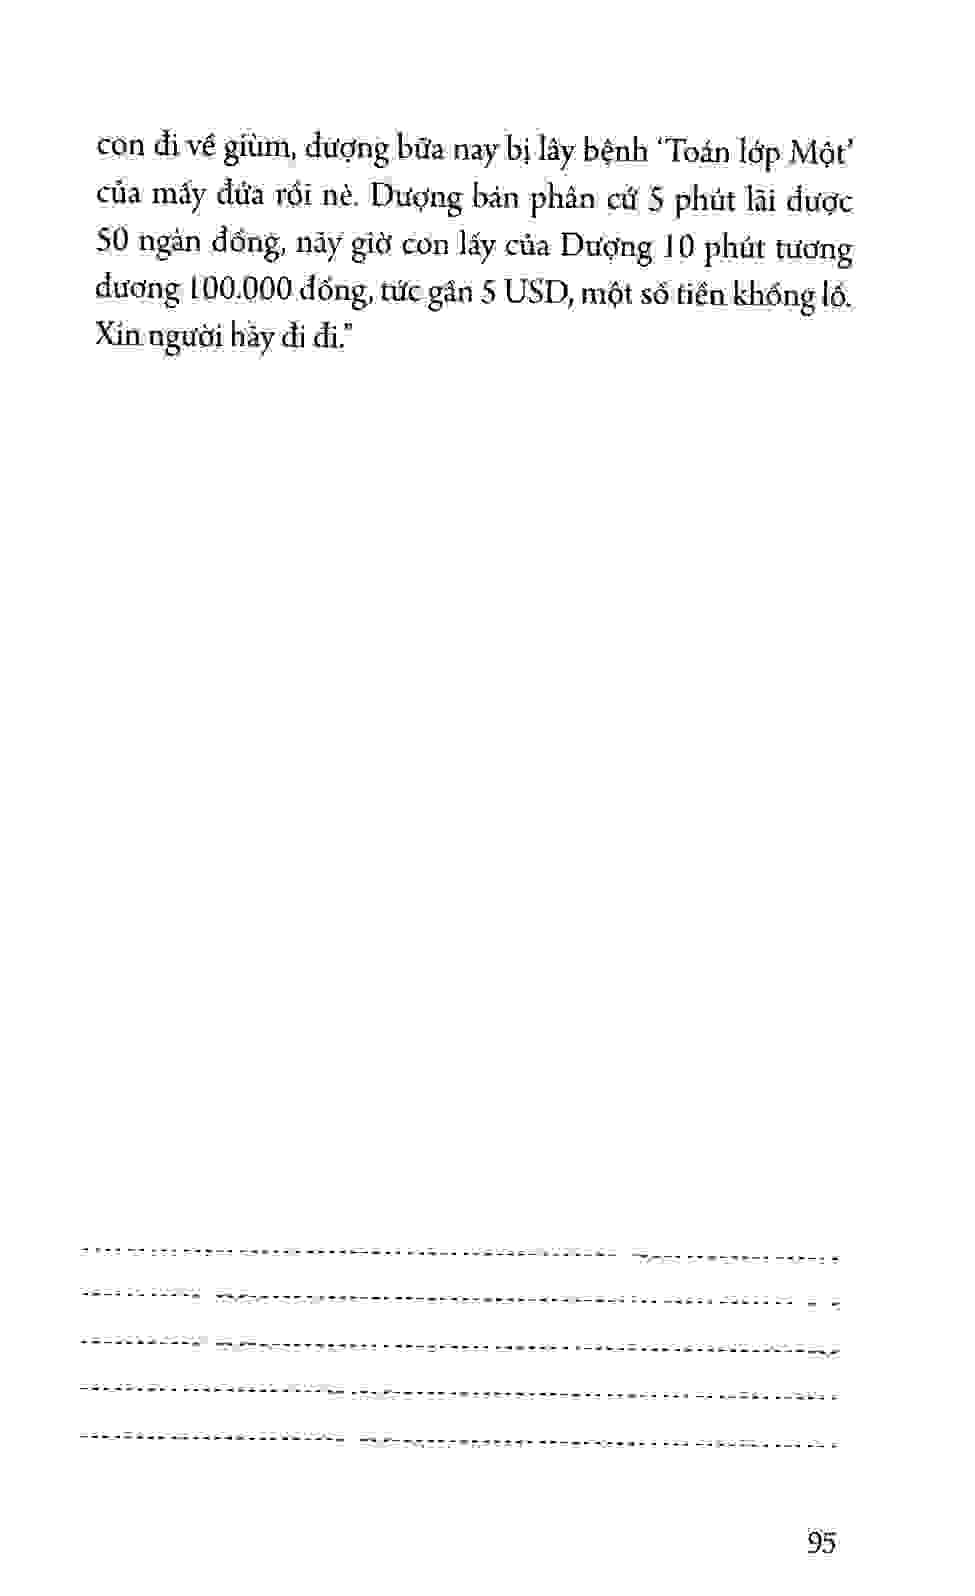 con đi về giùm, dượng bữa nay bị lây bệnh ‘Toán lớp Một’
của mấy đứa rồi nè. Dượng bán phân cứ 5 phút lãi được
50 ngàn đồng, nãy giờ con lấy của Dượng 10 phút tương
đương 100.000 đồng, tức gần 5 USD, một số tiền khổng lồ.
Xin người hãy đi đi.”
95